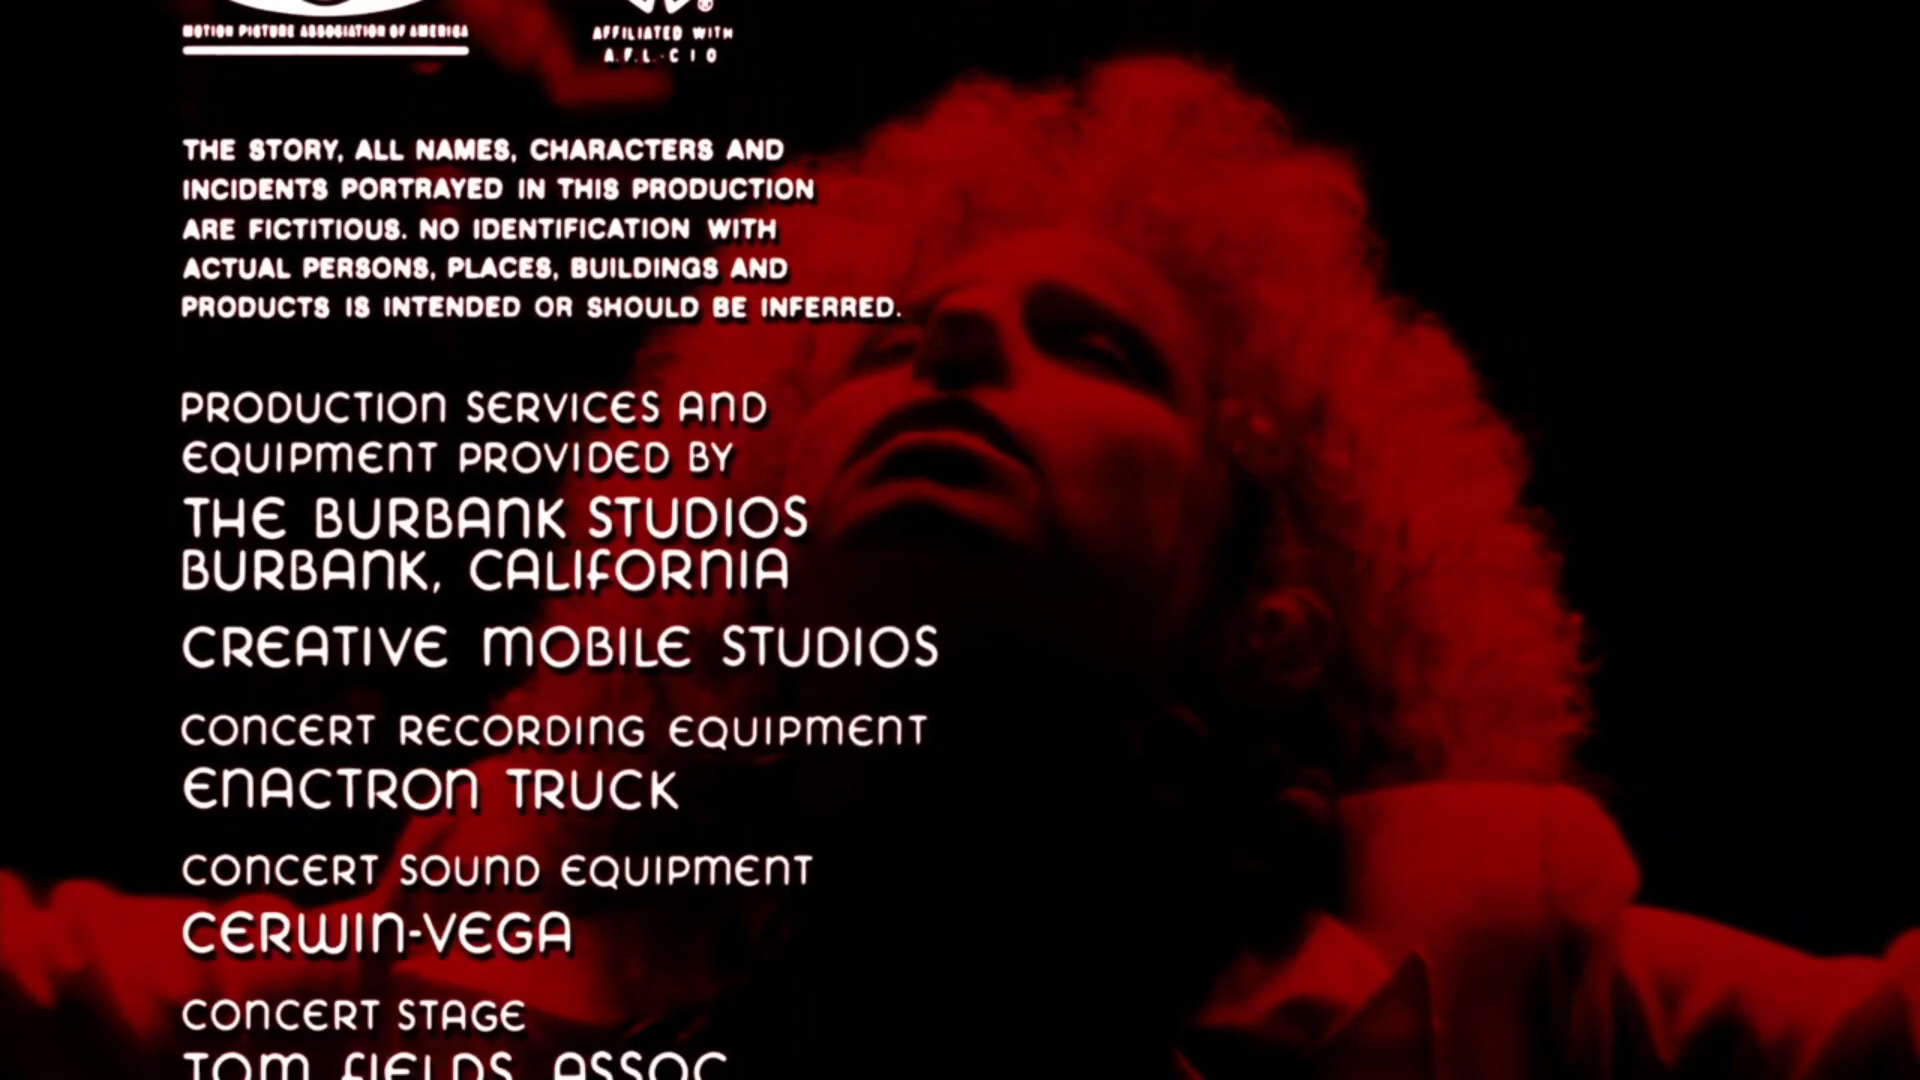 MOTION PICTURE ASSOCIATION OF AMERICA
®
AFFILIATED WITH
A.F.L.-C I O
THE STORY, ALL NAMES, CHARACTERS AND
INCIDENTS PORTRAYED IN THIS PRODUCTION
ARE FICTITIOUS. NO IDENTIFICATION WITH
ACTUAL PERSONS, PLACES, BUILDINGS AND
PRODUCTS IS INTENDED OR SHOULD BE INFERRED.
PRODUCTION SERVICES AND
EQUIPMENT PROVIDED BY
THE BURBANK STUDIOS
BURBANK, CALIFORNIA
CREATIVE MOBILE STUDIOS
CONCERT RECORDING EQUIPMENT
ENACTRON TRUCK
CONCERT SOUND EQUIPMENT
CERWIN-VEGA
CONCERT STAGE
TOM FIELDS ASSOC